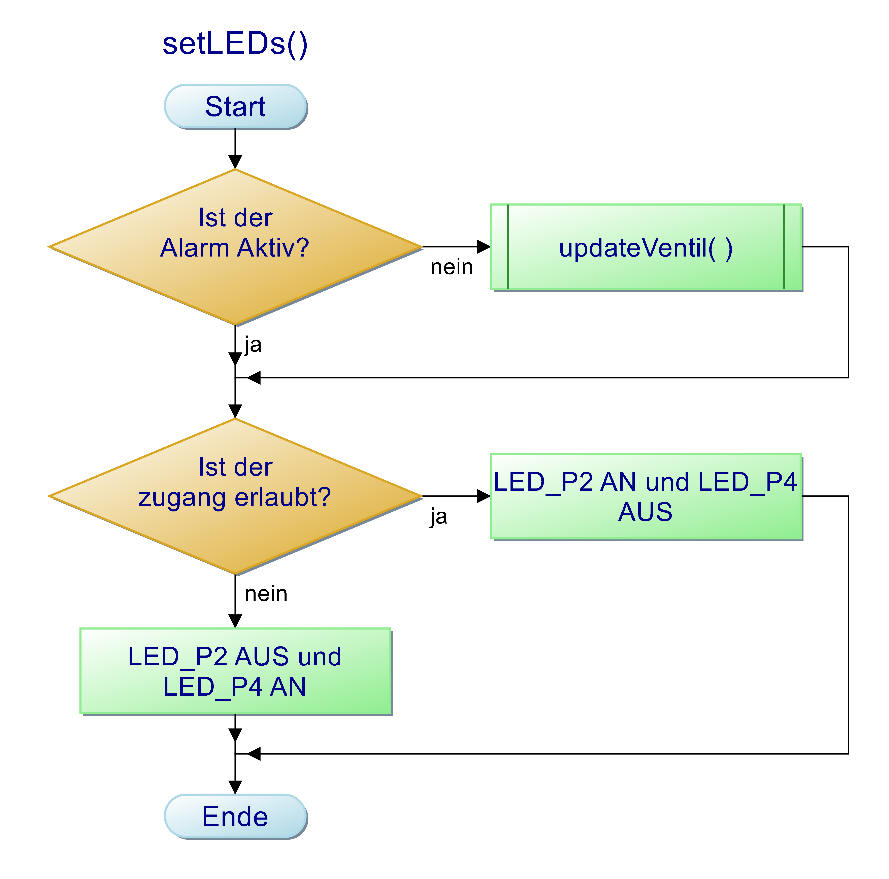 setLEDs()
Start
Ist der
Alarm Aktiv?
nein
updateVentil( )
ja
Ist der
zugang erlaubt?
ja
LED_P2 AN und LED_P4
AUS
nein
LED_P2 AUS und
LED_P4 AN
Ende